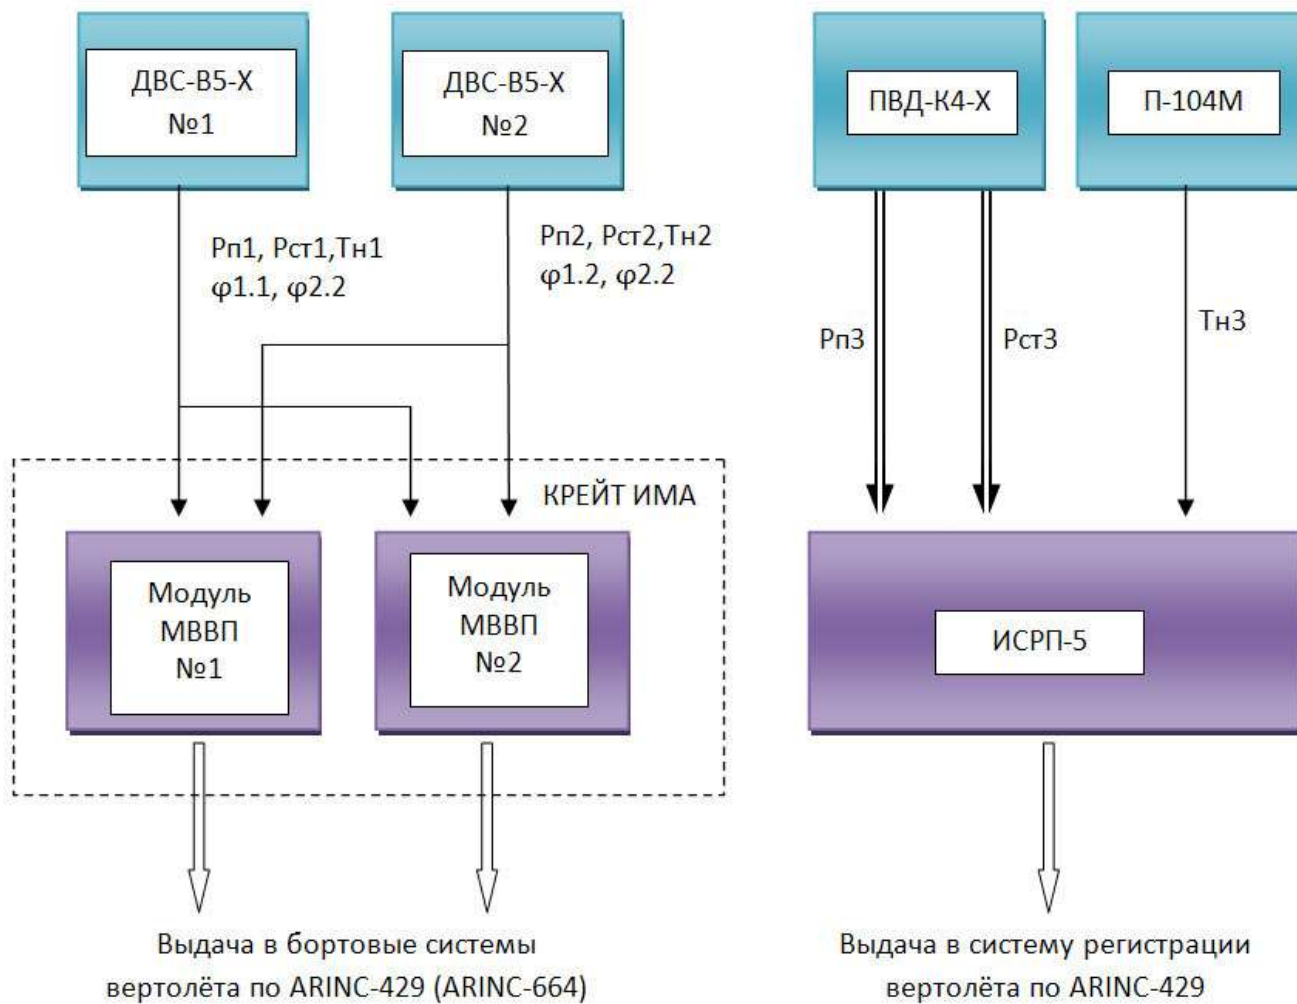 ДВС-В5-Х
№1
ДВС-В5-Х
№2
ПВД-К4-Х
П-104М
Рп1, Рст1,Тн1
φ1.1, φ2.2
Рп2, Рст2,Тн2
φ1.2, φ2.2
Рп3
Рст3
Тн3
КРЕЙТ ИМА
Модуль
МВВП
№1
Модуль
МВВП
№2
ИСРП-5
Выдача в бортовые системы
вертолёта по ARINC-429 (ARINC-664)
Выдача в систему регистрации
вертолёта по ARINC-429